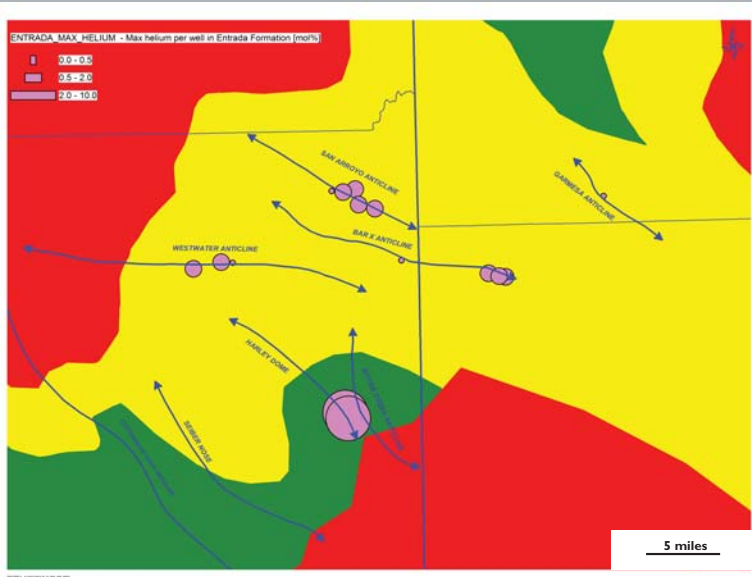 ENTRADA_MAX_HELIUM - Max helium per well in Entrada Formation [mol%]
0.0 - 0.5
0.5 - 2.0
2.0 - 10.0
SAN ARROYO ANTICLINE
GARMESA ANTICLINE
BAR X ANTICLINE
WESTWATER ANTICLINE
HARLEY DOME
SEIBER NOSE
5 miles